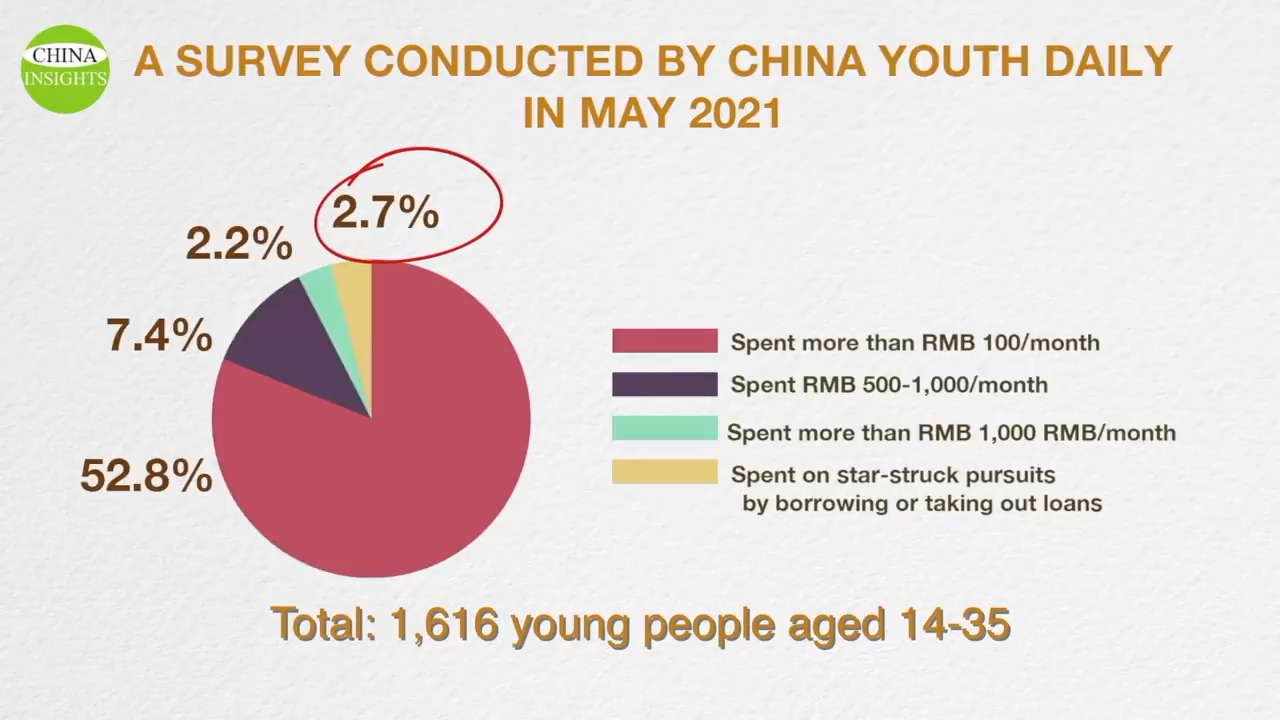 CHINA
INSIGHTS
A SURVEY CONDUCTED BY CHINA YOUTH DAILY
IN MAY 2021
2.7%
2.2%
7.4%
52.8%
Spent more than RMB 100/month
Spent RMB 500-1,000/month
Spent more than RMB 1,000 RMB/month
Spent on star-struck pursuits
by borrowing or taking out loans
Total: 1,616 young people aged 14-35